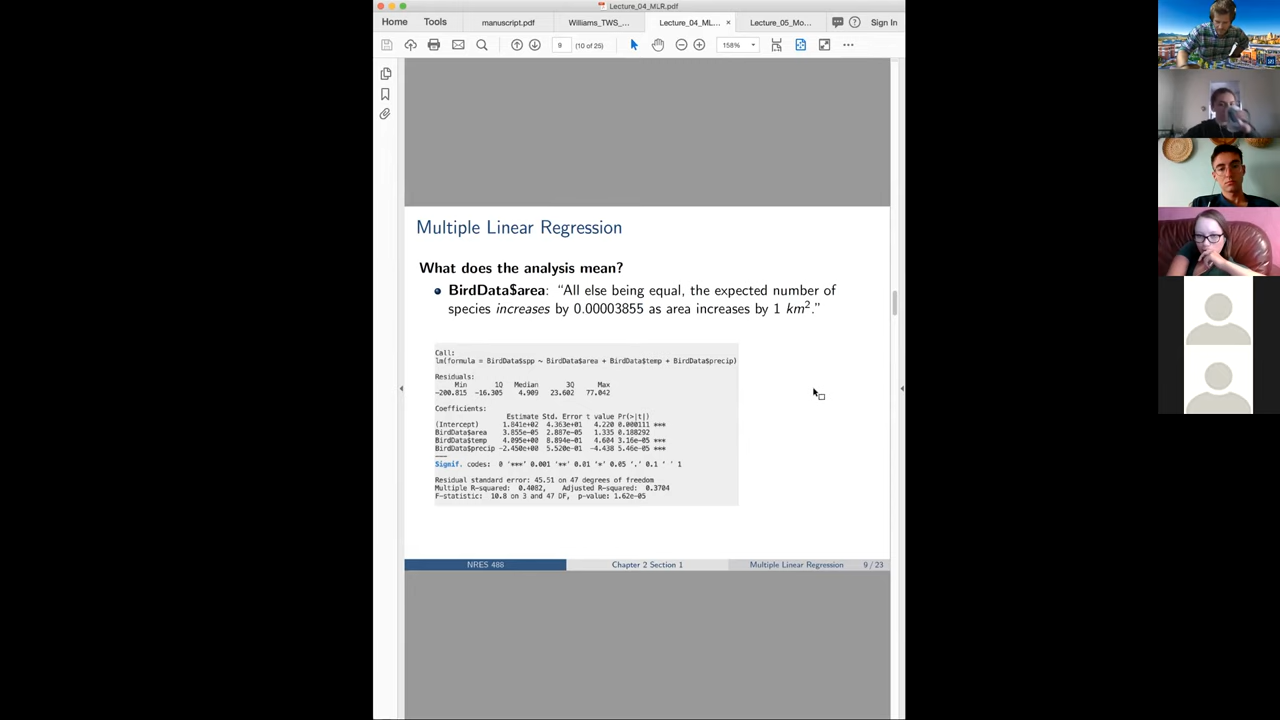 Lecture_04_MLR.pdf
Home Tools manuscript.pdf Williams_TWS_... Lecture_04_ML... × Lecture_05_Mo... Sign In
9 (10 of 25) 158%
Multiple Linear Regression
What does the analysis mean?
BirdData$area: “All else being equal, the expected number of
species increases by 0.00003855 as area increases by 1 km².”
Call:
lm(formula = BirdData$spp ~ BirdData$area + BirdData$temp + BirdData$precip)
Residuals:
Min 1Q Median 3Q Max
-200.815 -16.305 4.909 23.602 77.042
Coefficients:
Estimate Std. Error t value Pr(>|t|)
(Intercept) 1.841e+02 4.363e+01 4.220 0.000111 ***
BirdData$area 3.855e-05 2.887e-05 1.335 0.188292
BirdData$temp 4.095e+00 8.894e-01 4.604 3.16e-05 ***
BirdData$precip -2.450e+00 5.520e-01 -4.438 5.46e-05 ***
---
Signif. codes: 0 ‘***’ 0.001 ‘**’ 0.01 ‘*’ 0.05 ‘.’ 0.1 ‘ ’ 1
Residual standard error: 45.51 on 47 degrees of freedom
Multiple R-squared: 0.4082, Adjusted R-squared: 0.3704
F-statistic: 10.8 on 3 and 47 DF, p-value: 1.62e-05
NRES 488 Chapter 2 Section 1 Multiple Linear Regression 9 / 23